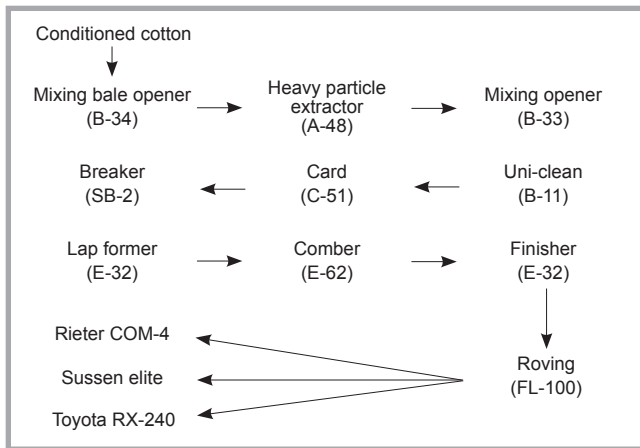 Conditioned cotton
Mixing bale opener
(B-34)
Heavy particle
extractor
(A-48)
Mixing opener
(B-33)
Breaker
(SB-2)
Card
(C-51)
Uni-clean
(B-11)
Lap former
(E-32)
Comber
(E-62)
Finisher
(E-32)
Rieter COM-4
Sussen elite
Toyota RX-240
Roving
(FL-100)